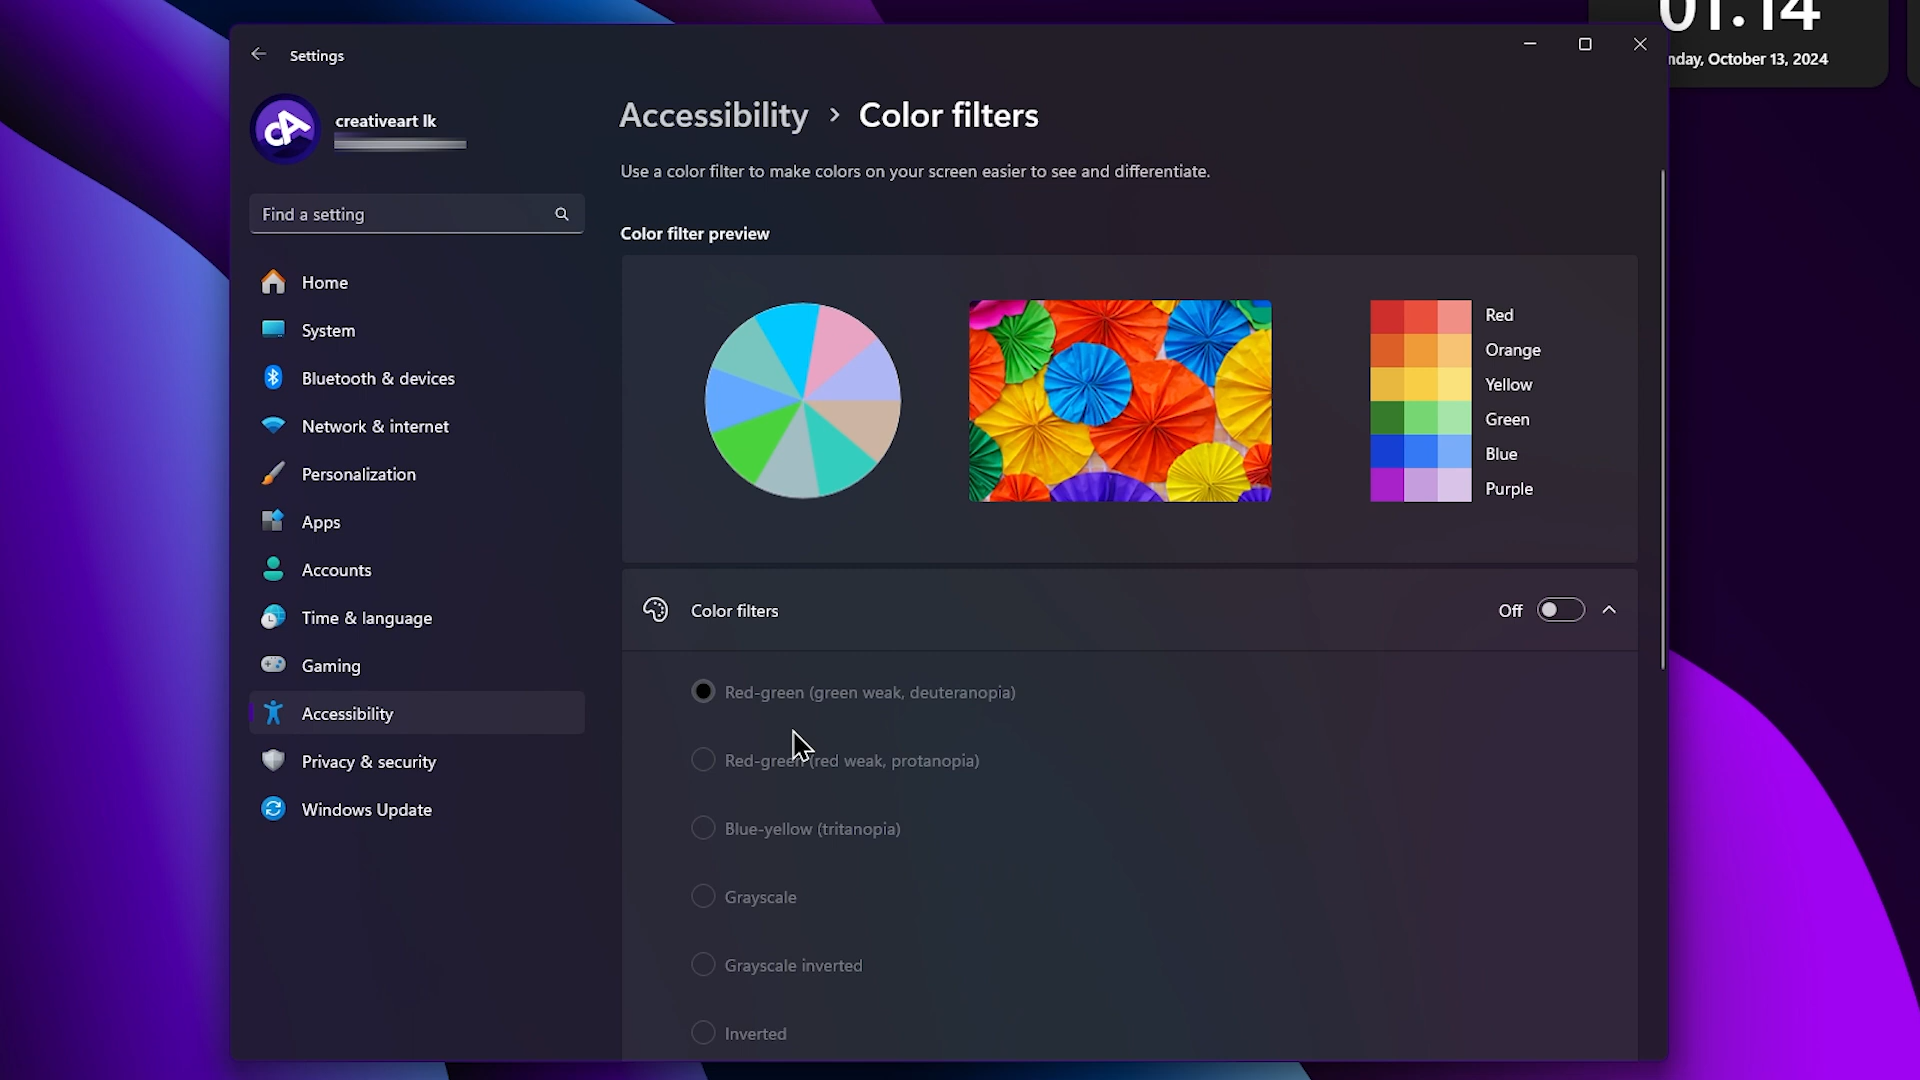 01:14
nday, October 13, 2024
Settings
creativeart lk
Find a setting
Home
System
Bluetooth & devices
Network & internet
Personalization
Apps
Accounts
Time & language
Gaming
Accessibility
Privacy & security
Windows Update
Accessibility > Color filters
Use a color filter to make colors on your screen easier to see and differentiate.
Color filter preview
Red
Orange
Yellow
Green
Blue
Purple
Color filters
Off
Red-green (green weak, deuteranopia)
Red-green (red weak, protanopia)
Blue-yellow (tritanopia)
Grayscale
Grayscale inverted
Inverted